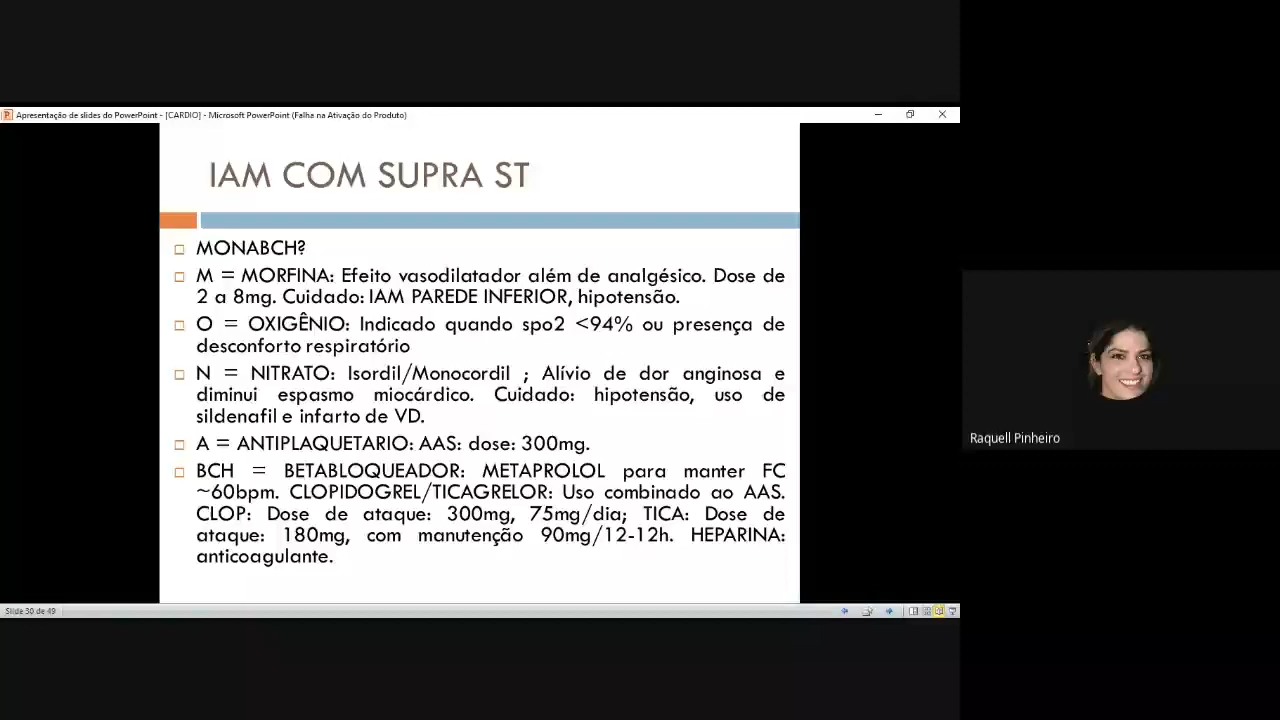 Apresentação de slides do PowerPoint - [CARDIO] - Microsoft PowerPoint (Falha na Ativação do Produto)
IAM COM SUPRA ST
MONABCH?
M = MORFINA: Efeito vasodilatador além de analgésico. Dose de
2 a 8mg. Cuidado: IAM PAREDE INFERIOR, hipotensão.
O = OXIGÊNIO: Indicado quando spo2 <94% ou presença de
desconforto respiratório
N = NITRATO: Isordil/Monocordil ; Alívio de dor anginosa e
diminui espasmo miocárdico. Cuidado: hipotensão, uso de
sildenafil e infarto de VD.
A = ANTIPLAQUETARIO: AAS: dose: 300mg.
BCH = BETABLOQUEADOR: METAPROLOL para manter FC
~60bpm. CLOPIDOGREL/TICAGRELOR: Uso combinado ao AAS.
CLOP: Dose de ataque: 300mg, 75mg/dia; TICA: Dose de
ataque: 180mg, com manutenção 90mg/12-12h. HEPARINA:
anticoagulante.
Raquell Pinheiro
Slide 30 de 49